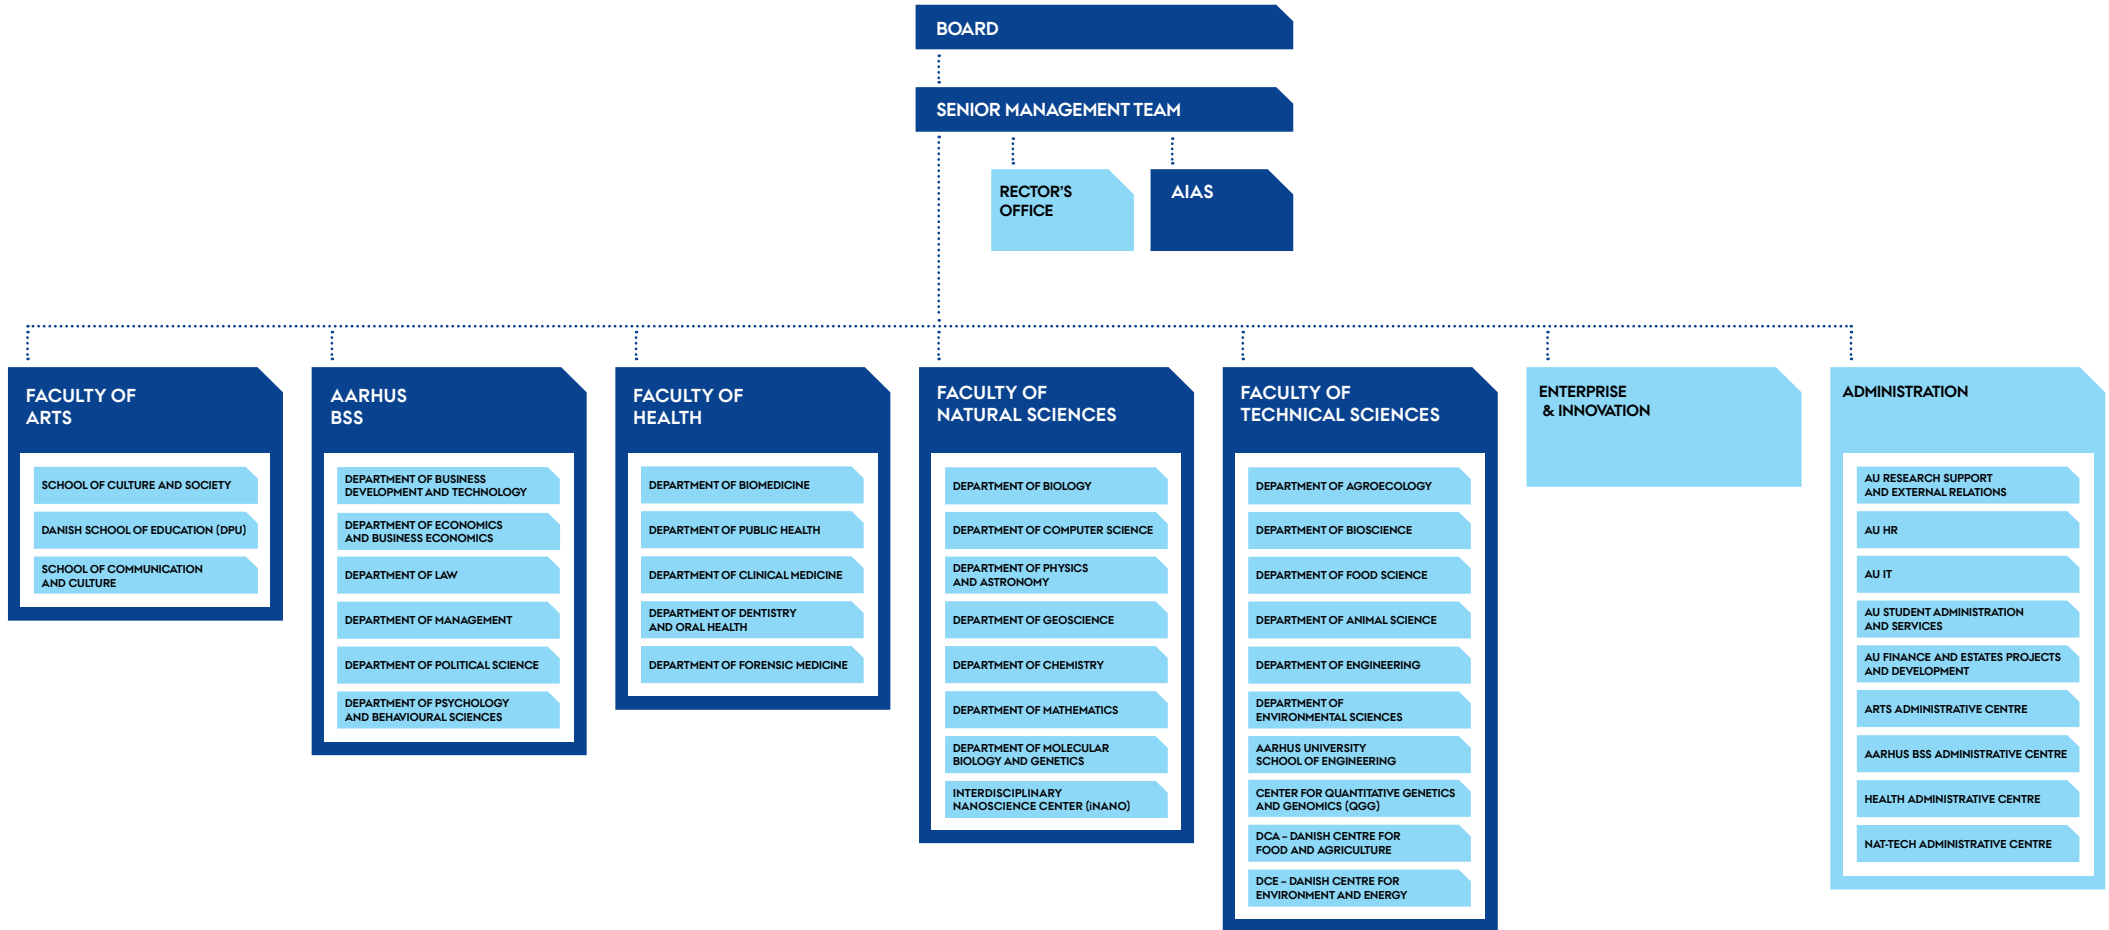 BOARD
SENIOR MANAGEMENT TEAM
RECTOR'S
OFFICE
AIAS
FACULTY OF
ARTS
SCHOOL OF CULTURE AND SOCIETY
DANISH SCHOOL OF EDUCATION (DPU)
SCHOOL OF COMMUNICATION
AND CULTURE
AARHUS
BSS
DEPARTMENT OF BUSINESS
DEVELOPMENT AND TECHNOLOGY
DEPARTMENT OF ECONOMICS
AND BUSINESS ECONOMICS
DEPARTMENT OF LAW
DEPARTMENT OF MANAGEMENT
DEPARTMENT OF POLITICAL SCIENCE
DEPARTMENT OF PSYCHOLOGY
AND BEHAVIOURAL SCIENCES
FACULTY OF
HEALTH
DEPARTMENT OF BIOMEDICINE
DEPARTMENT OF PUBLIC HEALTH
DEPARTMENT OF CLINICAL MEDICINE
DEPARTMENT OF DENTISTRY
AND ORAL HEALTH
DEPARTMENT OF FORENSIC MEDICINE
FACULTY OF
NATURAL SCIENCES
DEPARTMENT OF BIOLOGY
DEPARTMENT OF COMPUTER SCIENCE
DEPARTMENT OF PHYSICS
AND ASTRONOMY
DEPARTMENT OF GEOSCIENCE
DEPARTMENT OF CHEMISTRY
DEPARTMENT OF MATHEMATICS
DEPARTMENT OF MOLECULAR
BIOLOGY AND GENETICS
INTERDISCIPLINARY
NANOSCIENCE CENTER (iNANO)
FACULTY OF
TECHNICAL SCIENCES
DEPARTMENT OF AGROECOLOGY
DEPARTMENT OF BIOSCIENCE
DEPARTMENT OF FOOD SCIENCE
DEPARTMENT OF ANIMAL SCIENCE
DEPARTMENT OF ENGINEERING
DEPARTMENT OF
ENVIRONMENTAL SCIENCES
AARHUS UNIVERSITY
SCHOOL OF ENGINEERING
CENTER FOR QUANTITATIVE GENETICS
AND GENOMICS (QGG)
DCA – DANISH CENTRE FOR
FOOD AND AGRICULTURE
DCE – DANISH CENTRE FOR
ENVIRONMENT AND ENERGY
ENTERPRISE
& INNOVATION
ADMINISTRATION
AU RESEARCH SUPPORT
AND EXTERNAL RELATIONS
AU HR
AU IT
AU STUDENT ADMINISTRATION
AND SERVICES
AU FINANCE AND ESTATES PROJECTS
AND DEVELOPMENT
ARTS ADMINISTRATIVE CENTRE
AARHUS BSS ADMINISTRATIVE CENTRE
HEALTH ADMINISTRATIVE CENTRE
NAT-TECH ADMINISTRATIVE CENTRE